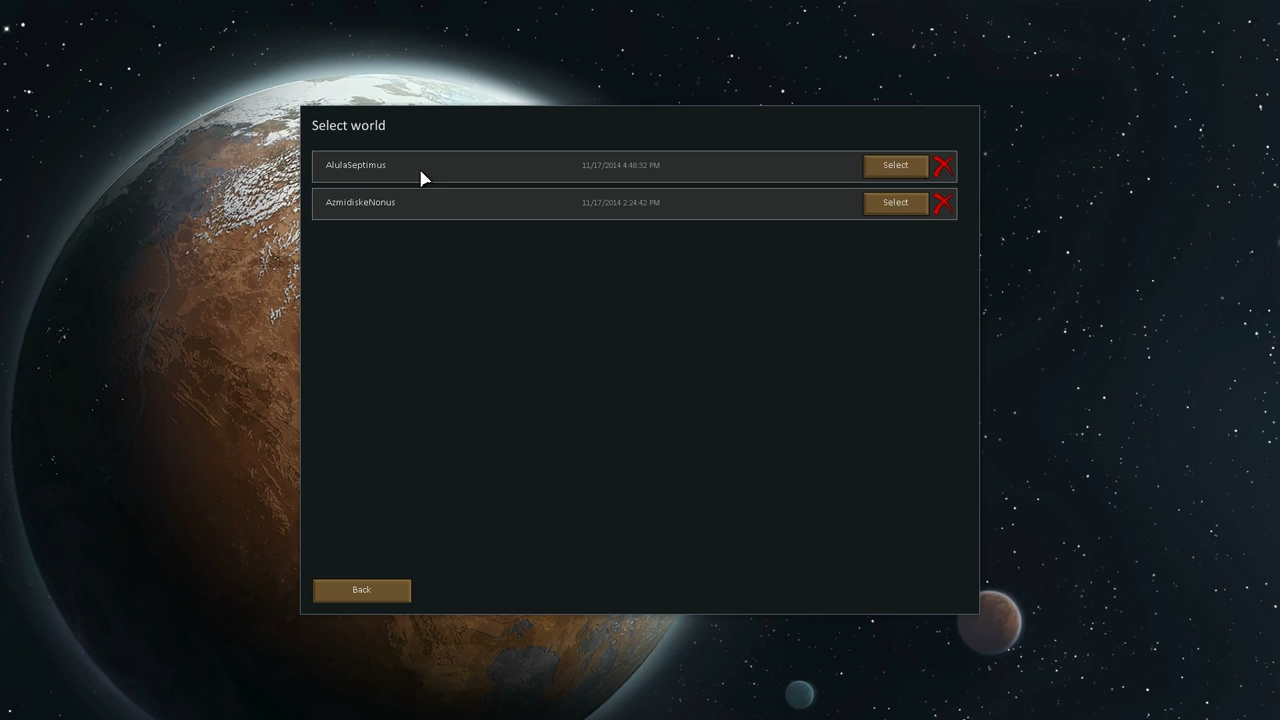 Select world
AlulaSeptimus 11/17/2014 4:48:32 PM Select
AzmidiskeNonus 11/17/2014 2:24:42 PM Select
Back